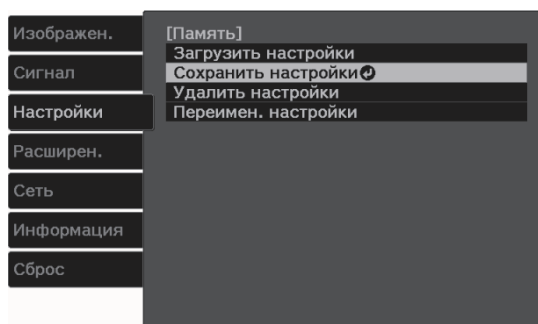 Изображен.
Сигнал
Настройки
Расширен.
Сеть
Информация
Сброс
[Память]
Загрузить настройки
Сохранить настройки
Удалить настройки
Переимен. настройки